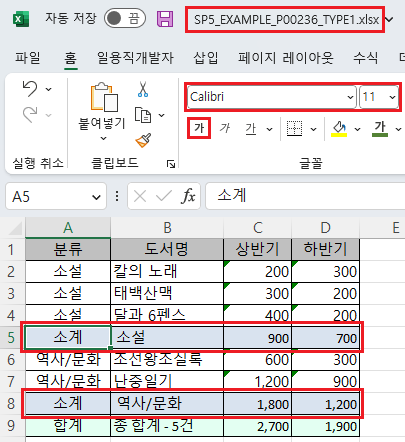 자동 저장 끔 SP5_EXAMPLE_P00236_TYPE1.xlsx
파일 홈 일용직개발자 삽입 페이지 레이아웃 수식
붙여넣기 Calibri 11
가 가 가 가
실행 취소 클립보드 글꼴
A5 fx 소계
A B C D E
1 분류 도서명 상반기 하반기
2 소설 칼의 노래 200 300
3 소설 태백산맥 300 200
4 소설 달과 6펜스 400 200
5 소계 소설 900 700
6 역사/문화 조선왕조실록 600 300
7 역사/문화 난중일기 1,200 900
8 소계 역사/문화 1,800 1,200
9 합계 총 합계 - 5건 2,700 1,900